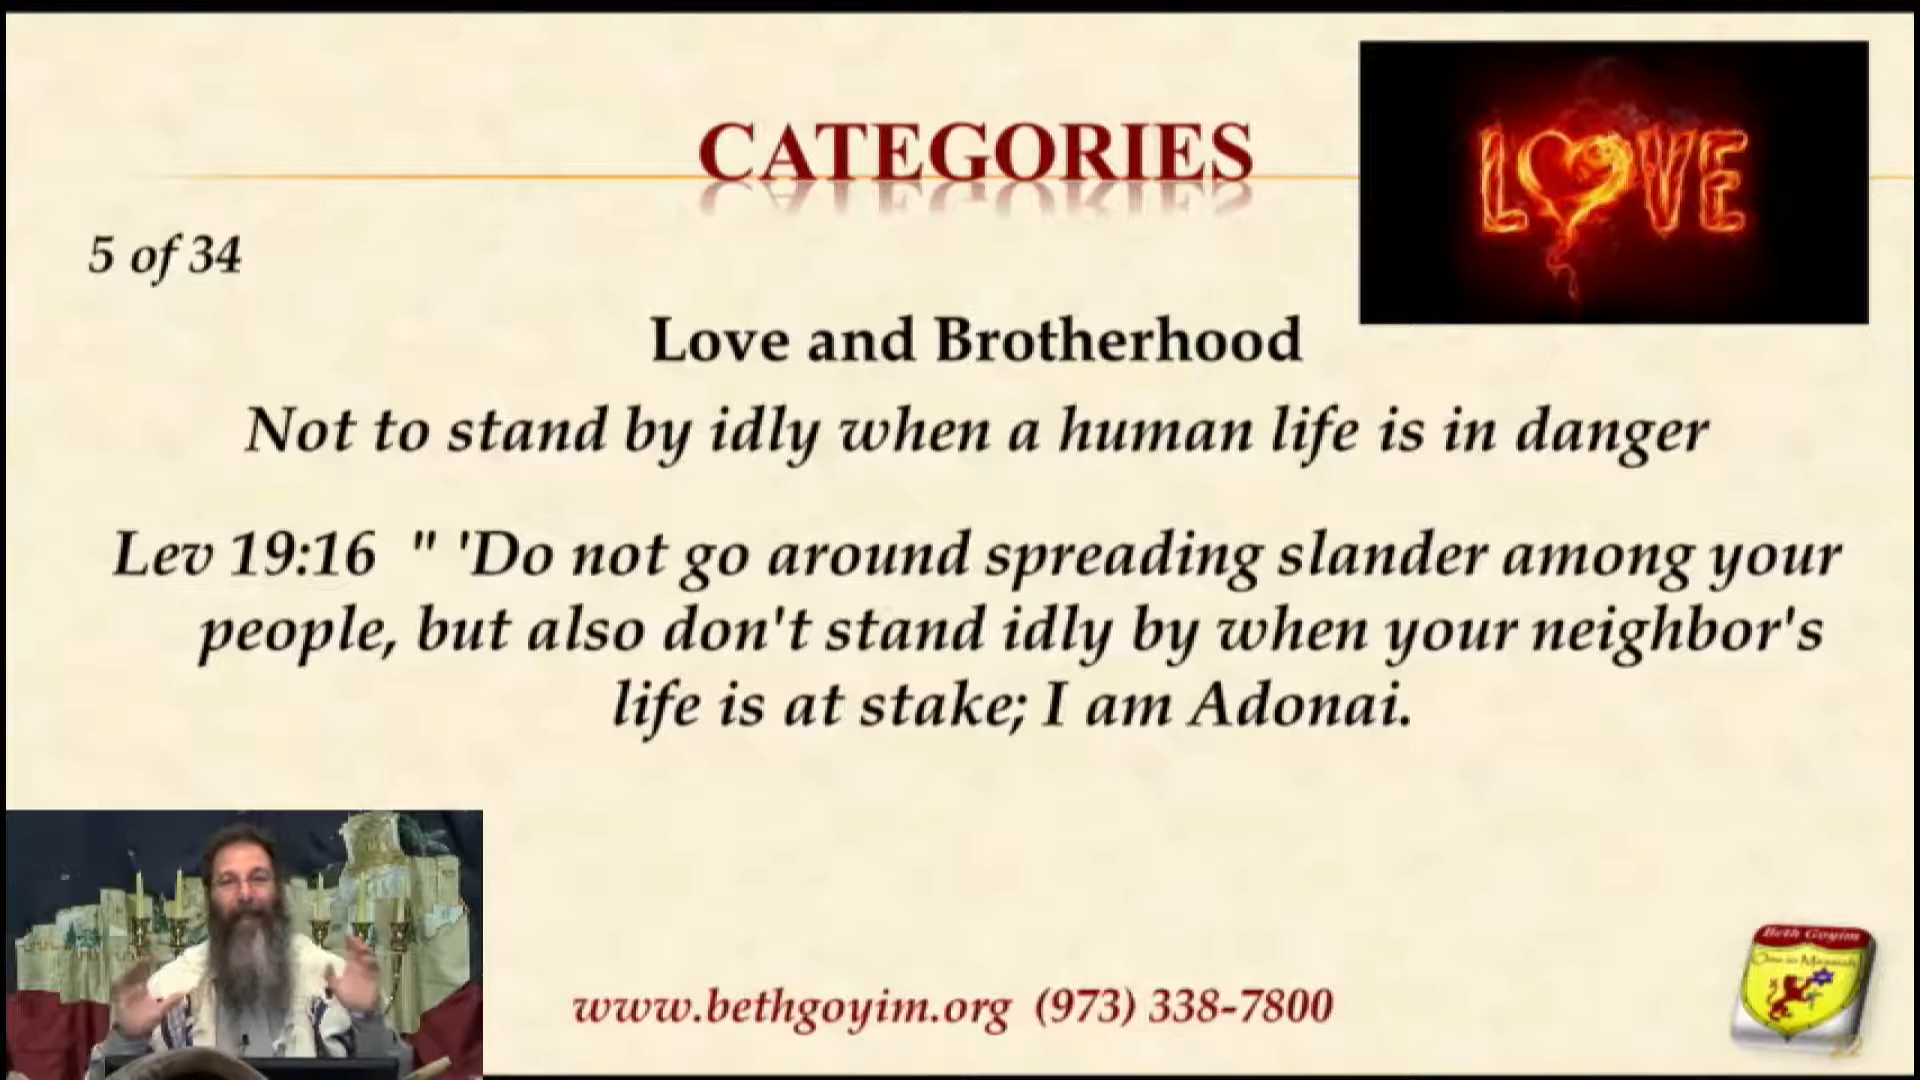 CATEGORIES
LOVE
5 of 34
Love and Brotherhood
Not to stand by idly when a human life is in danger
Lev 19:16 " 'Do not go around spreading slander among your
people, but also don't stand idly by when your neighbor's
life is at stake; I am Adonai.
www.bethgoyim.org (973) 338-7800
Beth Goyim